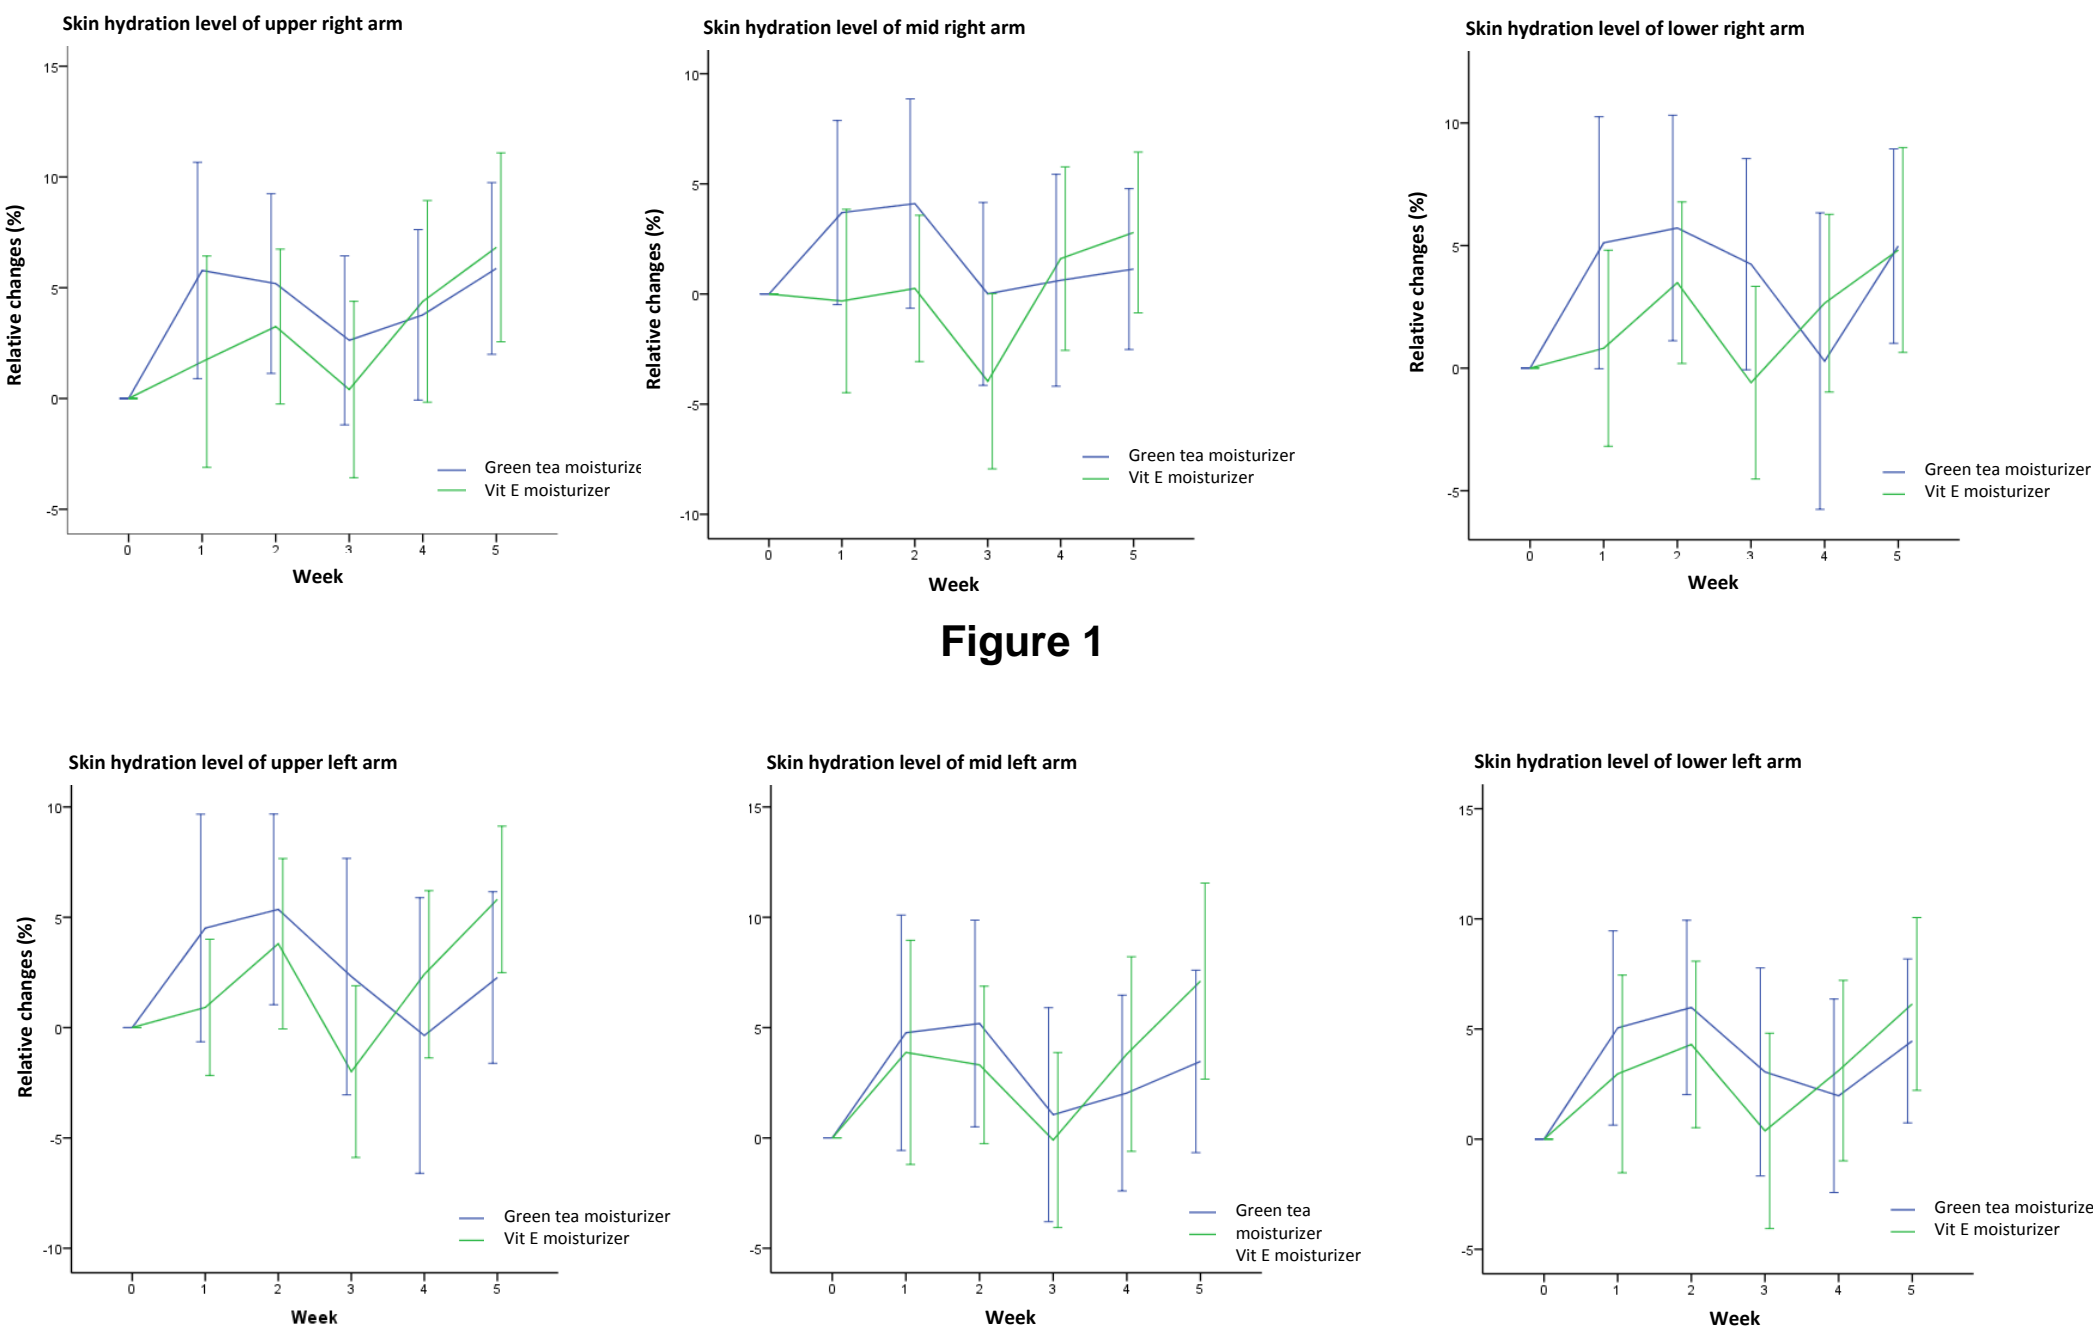 Skin hydration level of upper right arm
Relative changes (%)
15
10
5
0
-5
0 1 2 3 4 5
Week
Green tea moisturize
Vit E moisturizer
Skin hydration level of mid right arm
Relative changes (%)
10
5
0
-5
-10
0 1 2 3 4 5
Week
Green tea moisturizer
Vit E moisturizer
Skin hydration level of lower right arm
Relative changes (%)
10
5
0
-5
0 1 2 3 4 5
Week
Green tea moisturizer
Vit E moisturizer
Figure 1
Skin hydration level of upper left arm
Relative changes (%)
10
5
0
-5
-10
0 1 2 3 4 5
Week
Green tea moisturizer
Vit E moisturizer
Skin hydration level of mid left arm
15
10
5
0
-5
0 1 2 3 4 5
Week
Green tea
moisturizer
Vit E moisturizer
Skin hydration level of lower left arm
15
10
5
0
-5
0 1 2 3 4 5
Week
Green tea moisturize
Vit E moisturizer